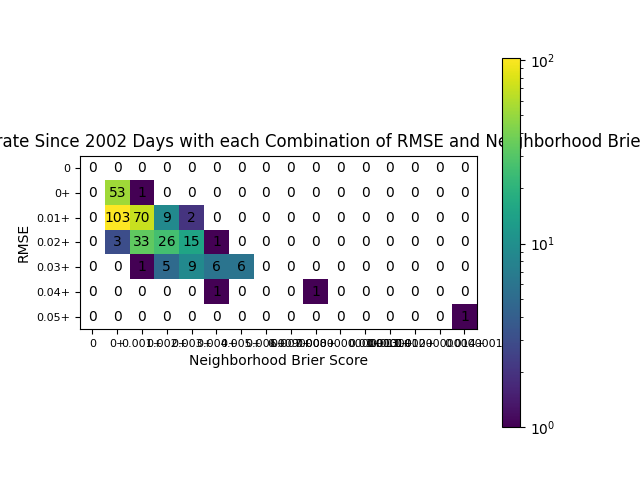 rate Since 2002 Days with each Combination of RMSE and Neighborhood Brie
10²
0 0 0 0 0 0 0 0 0 0 0 0 0 0 0 0 0
0+ 0 53 1 0 0 0 0 0 0 0 0 0 0 0 0 0
0.01+ 0 103 70 9 2 0 0 0 0 0 0 0 0 0 0 0
RMSE
0.02+ 0 3 33 26 15 1 0 0 0 0 0 0 0 0 0 0
10¹
0.03+ 0 0 1 5 9 6 6 0 0 0 0 0 0 0 0 0
0.04+ 0 0 0 0 0 1 0 0 0 1 0 0 0 0 0 0
0.05+ 0 0 0 0 0 0 0 0 0 0 0 0 0 0 0 1
0 0+
Neighborhood Brier Score
10⁰